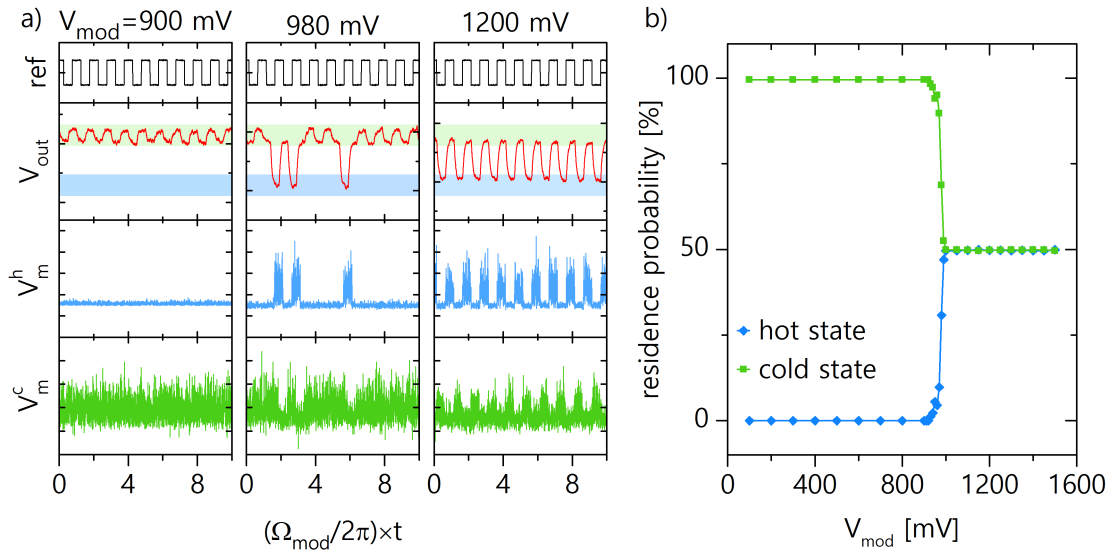 a)
V_mod=900 mV
980 mV
1200 mV
ref
V_out
V^h_m
V^c_m
0 4 8 0 4 8 0 4 8
(Ω_mod/2π)×t
b)
residence probability [%]
100
50
0
hot state
cold state
0 400 800 1200 1600
V_mod [mV]